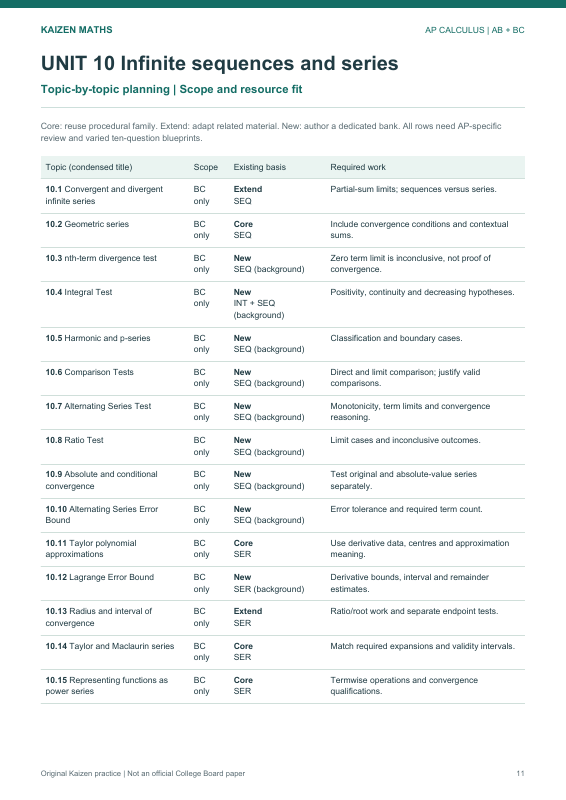 KAIZEN MATHS
AP CALCULUS | AB + BC
UNIT 10 Infinite sequences and series
Topic-by-topic planning | Scope and resource fit
Core: reuse procedural family. Extend: adapt related material. New: author a dedicated bank. All rows need AP-specific
review and varied ten-question blueprints.
Topic (condensed title) Scope Existing basis Required work
10.1 Convergent and divergent
infinite series
BC
only
Extend
SEQ
Partial-sum limits; sequences versus series.
10.2 Geometric series
BC
only
Core
SEQ
Include convergence conditions and contextual
sums.
10.3 nth-term divergence test
BC
only
New
SEQ (background)
Zero term limit is inconclusive, not proof of
convergence.
10.4 Integral Test
BC
only
New
INT + SEQ
(background)
Positivity, continuity and decreasing hypotheses.
10.5 Harmonic and p-series
BC
only
New
SEQ (background)
Classification and boundary cases.
10.6 Comparison Tests
BC
only
New
SEQ (background)
Direct and limit comparison; justify valid
comparisons.
10.7 Alternating Series Test
BC
only
New
SEQ (background)
Monotonicity, term limits and convergence
reasoning.
10.8 Ratio Test
BC
only
New
SEQ (background)
Limit cases and inconclusive outcomes.
10.9 Absolute and conditional
convergence
BC
only
New
SEQ (background)
Test original and absolute-value series
separately.
10.10 Alternating Series Error
Bound
BC
only
New
SEQ (background)
Error tolerance and required term count.
10.11 Taylor polynomial
approximations
BC
only
Core
SER
Use derivative data, centres and approximation
meaning.
10.12 Lagrange Error Bound
BC
only
New
SER (background)
Derivative bounds, interval and remainder
estimates.
10.13 Radius and interval of
convergence
BC
only
Extend
SER
Ratio/root work and separate endpoint tests.
10.14 Taylor and Maclaurin series
BC
only
Core
SER
Match required expansions and validity intervals.
10.15 Representing functions as
power series
BC
only
Core
SER
Termwise operations and convergence
qualifications.
Original Kaizen practice | Not an official College Board paper
11